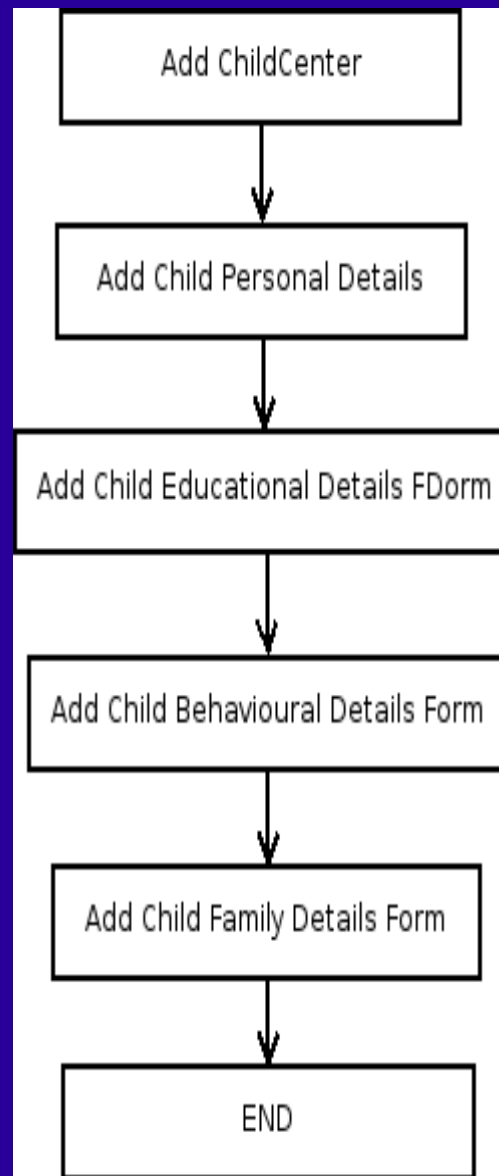 Add ChildCenter
Add Child Personal Details
Add Child Educational Details FDorm
Add Child Behavioural Details Form
Add Child Family Details Form
END